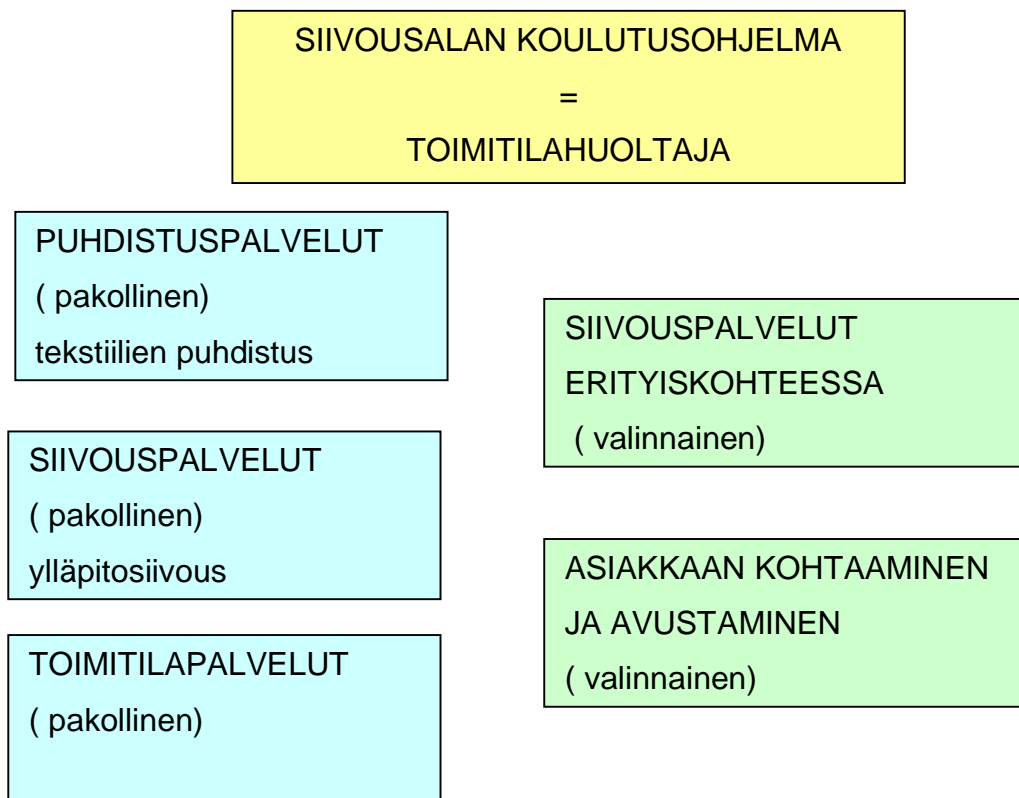 SIIVOUSALAN KOULUTUSOHJELMA
=
TOIMITILAHUOLTAJA
PUHDISTUSPALVELUT
( pakollinen)
tekstiilien puhdistus
SIIVOUSPALVELUT
( pakollinen)
ylläpitosiivous
TOIMITILAPALVELUT
( pakollinen)
SIIVOUSPALVELUT
ERITYISKOHTEESSA
( valinnainen)
ASIAKKAAN KOHTAAMINEN
JA AVUSTAMINEN
( valinnainen)